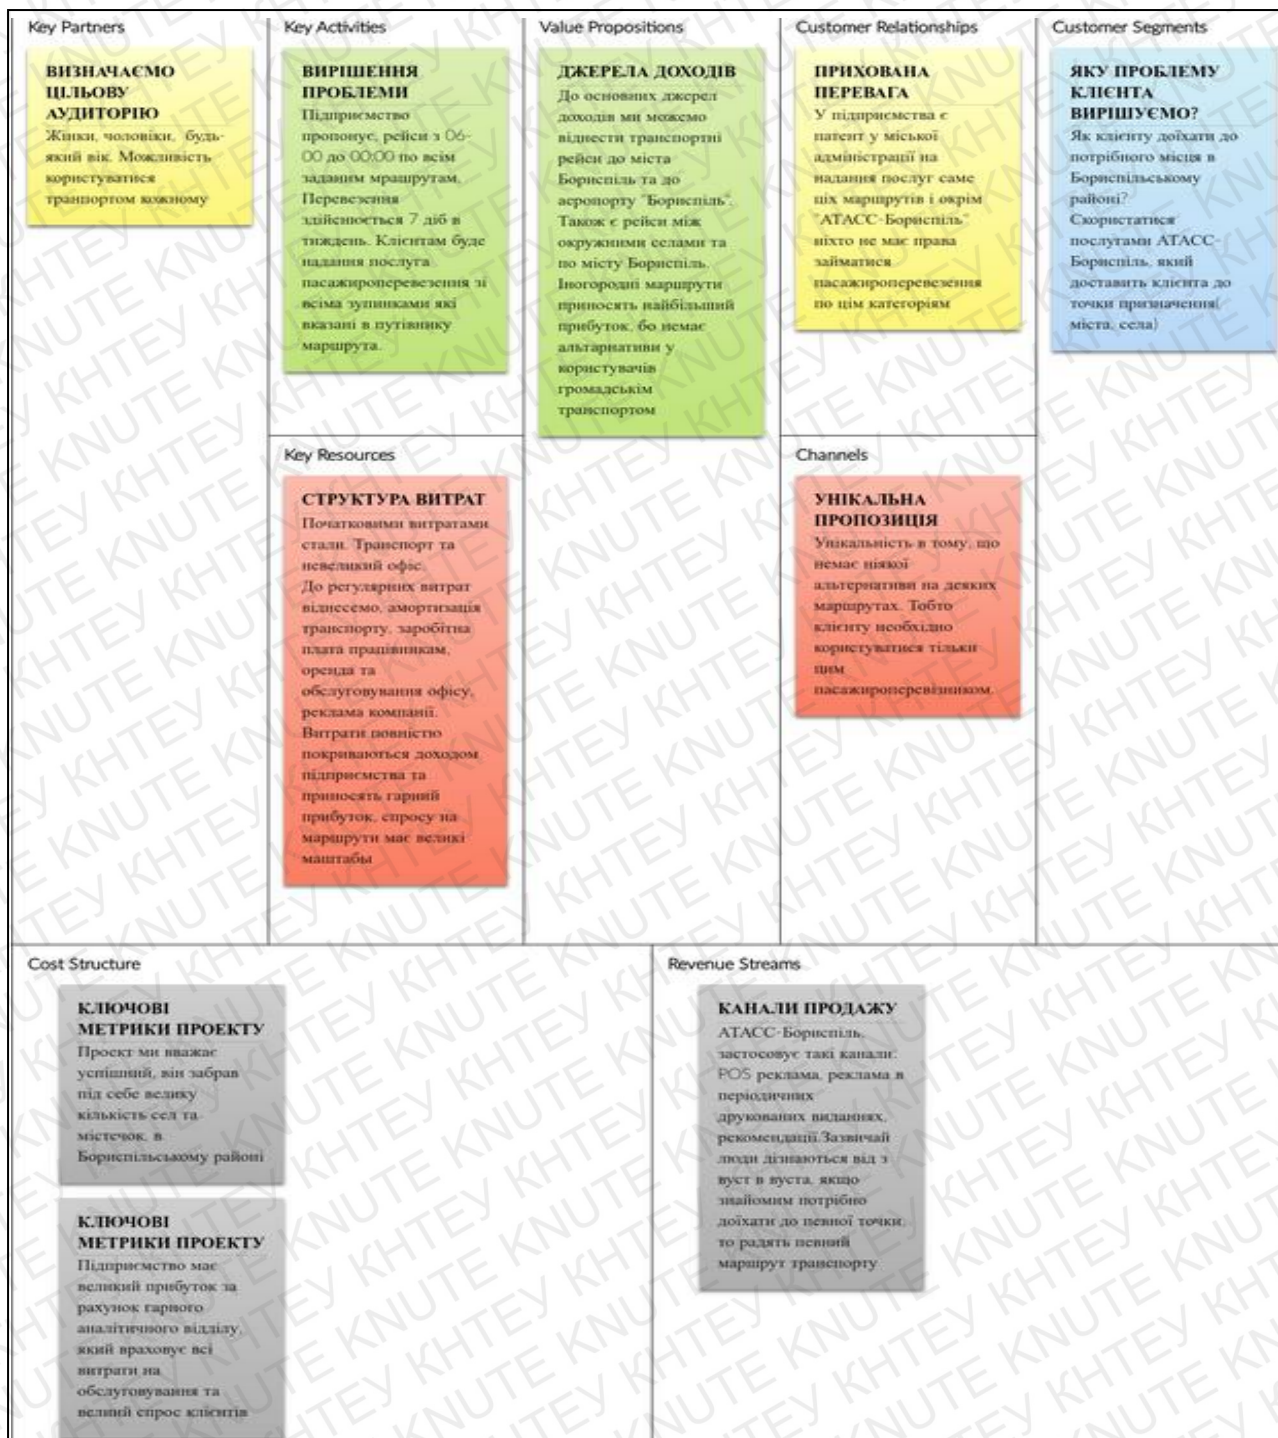 Key Partners
ВИЗНАЧАЄМО
ЦІЛЬОВУ
АУДИТОРІЮ
Жінки, чоловіки, будь-
який вік. Можливість
користуватися
транпортом кожному
Key Activities
ВИРІШЕННЯ
ПРОБЛЕМИ
Підприємство
пропонує, рейси з 06-
00 до 00:00 по всім
заданим мрашрутам.
Перевезення
здійснюється 7 діб в
тиждень. Клієнтам буде
надання послуга
пасажироперевезення зі
всіма зупинками які
вказані в путівнику
маршрута.
Key Resources
СТРУКТУРА ВИТРАТ
Початковими витратами
стали. Транспорт та
невеликий офіс.
До регулярних витрат
віднесемо, амортизація
транспорту, заробітна
плата працівникам,
оренда та
обслуговування офісу,
реклама компанії.
Витрати повністю
покриваються доходом
підприємства та
приносять гарний
прибуток, спросу на
маршрути має великі
маштабы
Value Propositions
ДЖЕРЕЛА ДОХОДІВ
До основних джерел
доходів ми можемо
віднести транспортні
рейси до міста
Бориспіль та до
аеропорту "Бориспіль".
Також є рейси між
окружними селами та
по місту Бориспіль.
Іногородні маршрути
приносять найбільший
прибуток, бо немає
альтарнативи у
користувачів
громадськім
транспортом
Customer Relationships
ПРИХОВАНА
ПЕРЕВАГА
У підприємства є
патент у міської
адміністрації на
надання послуг саме
ціх маршрутів і окрім
"АТАСС-Бориспіль"
ніхто не має права
займатися
пасажироперевезення
по цім категоріям
Channels
УНІКАЛЬНА
ПРОПОЗИЦІЯ
Унікальність в тому, що
немає ніякої
альтернативи на деяких
маршрутах. Тобто
клієнту необхідно
користуватися тільки
цим
пасажироперевізником.
Customer Segments
ЯКУ ПРОБЛЕМУ
КЛІЄНТА
ВИРІШУЄМО?
Як клієнту доїхати до
потрібного місця в
Бориспільському
районі?
Скористатися
послугами АТАСС-
Бориспіль, який
доставить клієнта до
точки призначення(
міста, села)
Cost Structure
КЛЮЧОВІ
МЕТРИКИ ПРОЕКТУ
Проєкт ми вважає
успішний, він забрав
під себе велику
кількість сел та
містечок, в
Бориспільському районі
КЛЮЧОВІ
МЕТРИКИ ПРОЕКТУ
Підприємство має
великий прибуток за
рахунок гарного
аналітичного відділу,
який враховує всі
витрати на
обслуговування та
велиий спрос клієнтів
Revenue Streams
КАНАЛИ ПРОДАЖУ
АТАСС-Бориспіль,
застосовує такі канали:
POS реклама, реклама в
періодичних
друкованих виданнях,
рекомендації.Зазвичай
люди дізнаються від з
вуст в вуста, якщо
знайомим потрібно
доїхати до певної точки,
то радять певний
маршрут транспорту